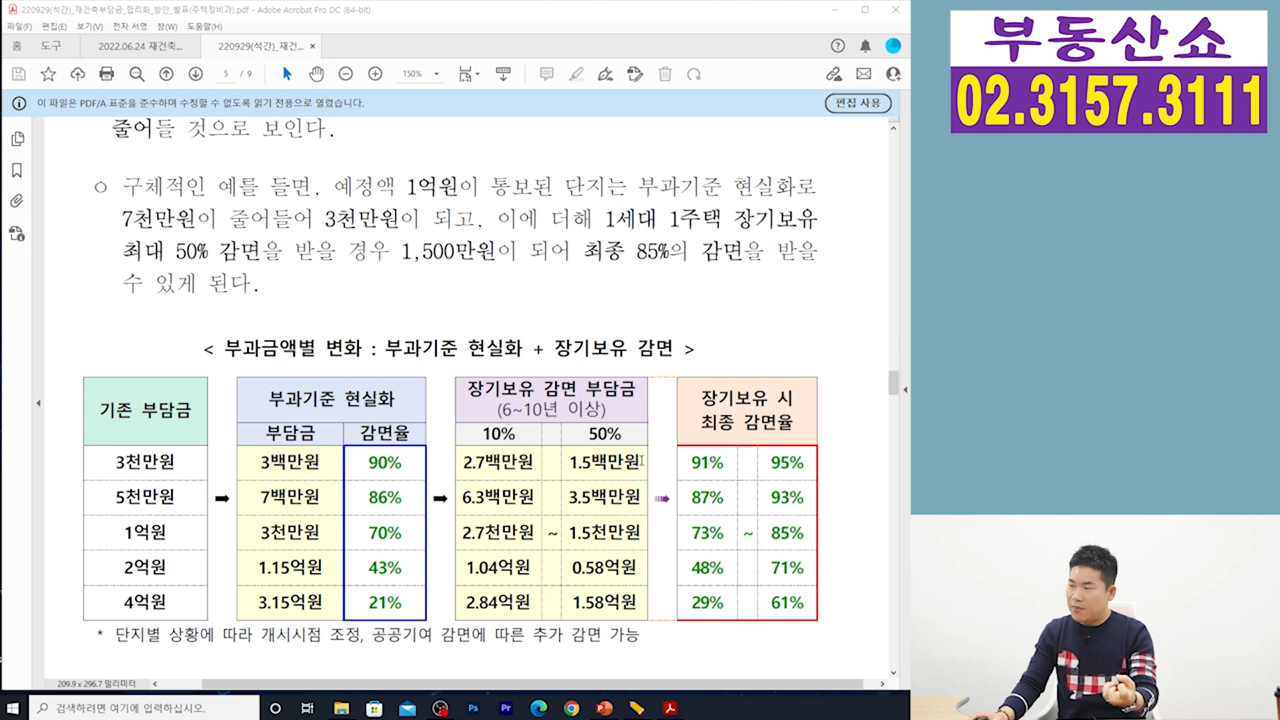 220929(석간)_재건축부담금_합리화_방안_발표(주택정비과).pdf - Adobe Acrobat Pro DC (64-bit)
파일(F) 편집(E) 보기(V) 전자 서명 창(W) 도움말(H)
홈 도구 2022.06.24 재건축... 220929(석간)_재건... ×
5 / 9 150%
이 파일은 PDF/A 표준을 준수하며 수정할 수 없도록 읽기 전용으로 열렸습니다. 편집 사용
줄어들 것으로 보인다.
○ 구체적인 예를 들면, 예정액 1억원이 통보된 단지는 부과기준 현실화로
7천만원이 줄어들어 3천만원이 되고, 이에 더해 1세대 1주택 장기보유
최대 50% 감면을 받을 경우 1,500만원이 되어 최종 85%의 감면을 받을
수 있게 된다.
< 부과금액별 변화 : 부과기준 현실화 + 장기보유 감면 >
기존 부담금 부과기준 현실화 장기보유 감면 부담금 (6~10년 이상) 장기보유 시 최종 감면율
부담금 감면율 10% 50%
3천만원 3백만원 90% 2.7백만원 1.5백만원 91% 95%
5천만원 ➡ 7백만원 86% ➡ 6.3백만원 3.5백만원 87% 93%
1억원 3천만원 70% 2.7천만원 ~ 1.5천만원 73% ~ 85%
2억원 1.15억원 43% 1.04억원 0.58억원 48% 71%
4억원 3.15억원 21% 2.84억원 1.58억원 29% 61%
* 단지별 상황에 따라 개시시점 조정, 공공기여 감면에 따른 추가 감면 가능
209.9 x 296.7 밀리미터
검색하려면 여기에 입력하십시오.
부동산쇼
02.3157.3111